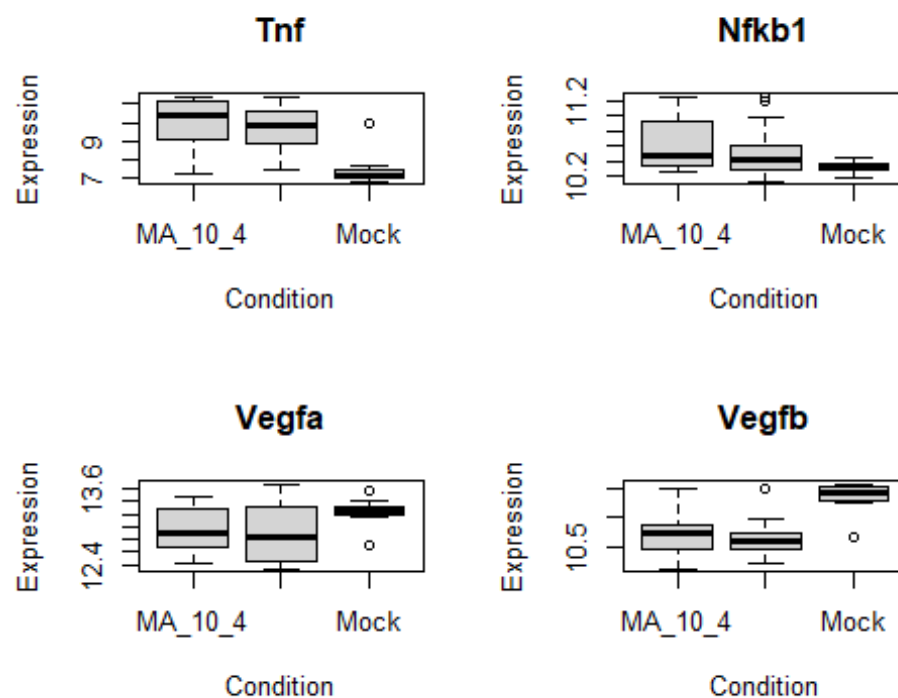 Tnf
Expression
9
7
MA_10_4
Mock
Condition
Nfkb1
Expression
11.2
10.2
MA_10_4
Mock
Condition
Vegfa
Expression
13.6
12.4
MA_10_4
Mock
Condition
Vegfb
Expression
10.5
MA_10_4
Mock
Condition